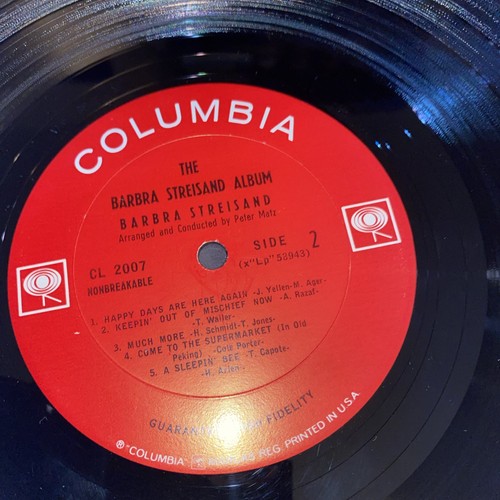 COLUMBIA
THE
BARBRA STREISAND ALBUM
BARBRA STREISAND
Arranged and Conducted by Peter Matz
CL 2007
NONBREAKABLE
SIDE 2
(x"Lp"58943)
1. HAPPY DAYS ARE HERE AGAIN -J. Yellen-M. Ager-
2. KEEPIN' OUT OF MISCHIEF NOW -A. Razaf-
-T. Waller-
3. MUCH MORE -H. Schmidt-T. Jones-
4. COME TO THE SUPERMARKET (In Old
Peking) -Cole Porter-
5. A SLEEPIN' BEE -T. Capote-
-H. Arlen-
FIDELITY
® "COLUMBIA" REG. PRINTED IN U.S.A.